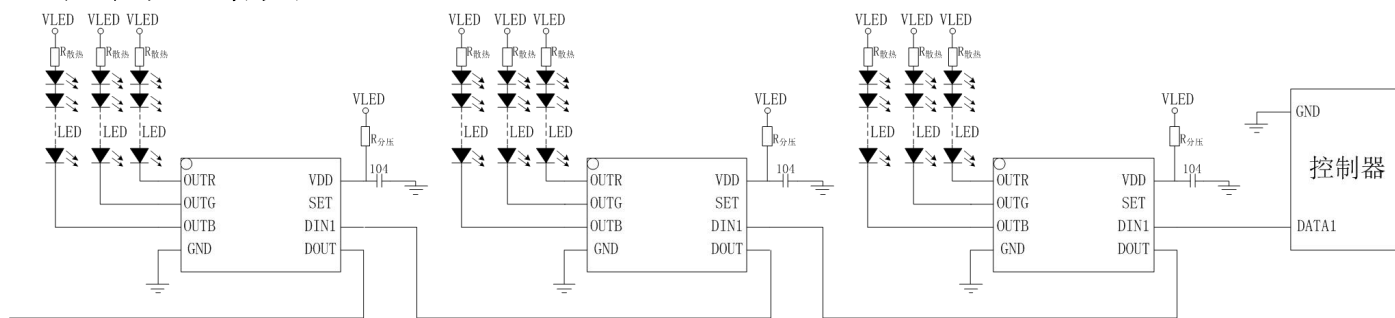 VLED VLED VLED
R散热 R散热 R散热
LED LED
VLED
R分压
104
OUTR VDD
OUTG SET
OUTB DIN1
GND DOUT
VLED VLED VLED
R散热 R散热 R散热
LED LED
VLED
R分压
104
OUTR VDD
OUTG SET
OUTB DIN1
GND DOUT
VLED VLED VLED
R散热 R散热 R散热
LED LED
VLED
R分压
104
OUTR VDD
OUTG SET
OUTB DIN1
GND DOUT
GND
控制器
DATA1